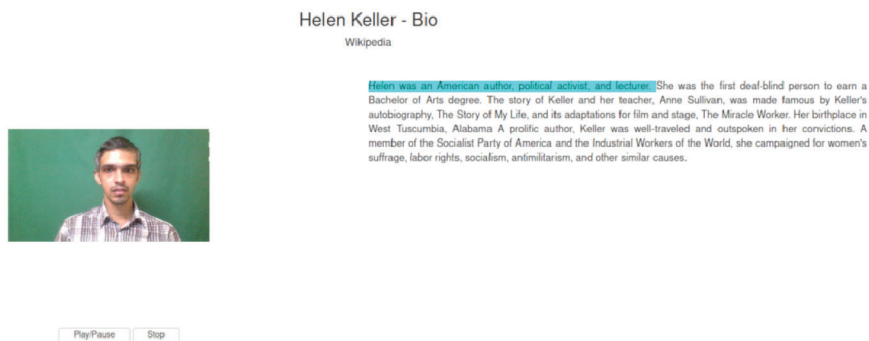 Helen Keller - Bio
Wikipedia
Helen was an American author, political activist, and lecturer. She was the first deaf-blind person to earn a
Bachelor of Arts degree. The story of Keller and her teacher, Anne Sullivan, was made famous by Keller's
autobiography, The Story of My Life, and its adaptations for film and stage, The Miracle Worker. Her birthplace in
West Tuscumbia, Alabama A prolific author, Keller was well-traveled and outspoken in her convictions. A
member of the Socialist Party of America and the Industrial Workers of the World, she campaigned for women's
suffrage, labor rights, socialism, antimilitarism, and other similar causes.
Play/Pause Stop